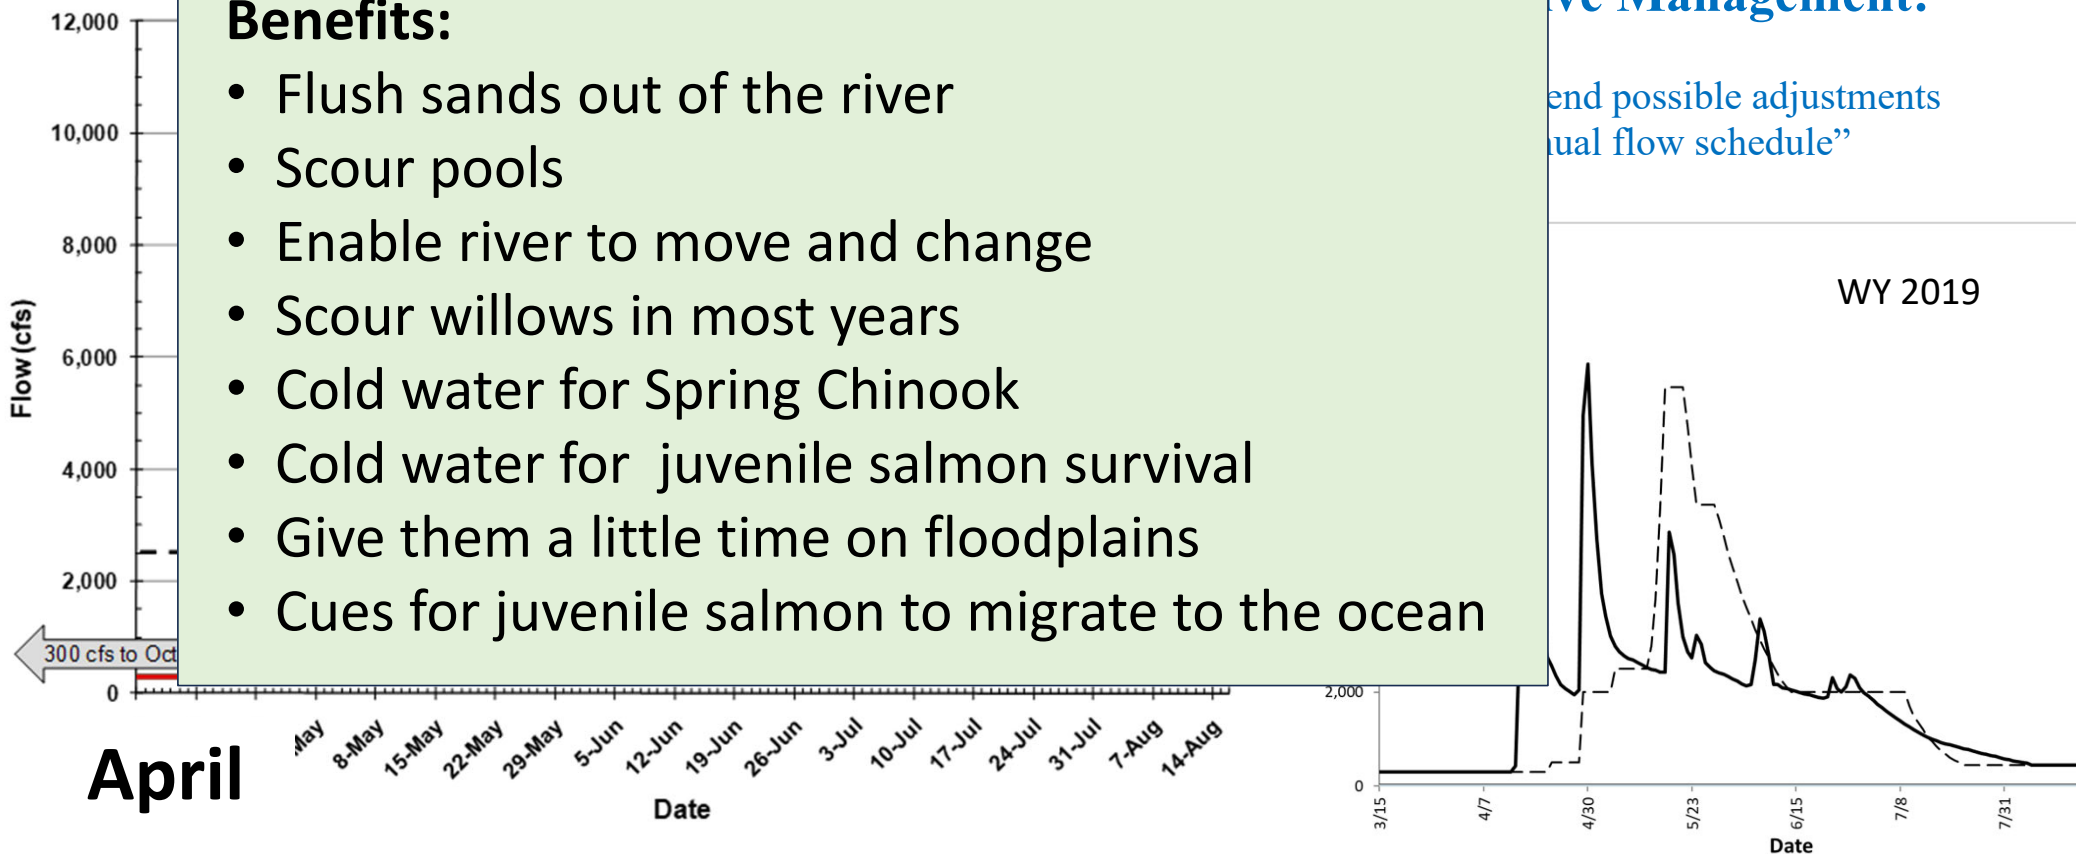 Benefits:
• Flush sands out of the river
• Scour pools
• Enable river to move and change
• Scour willows in most years
• Cold water for Spring Chinook
• Cold water for  juvenile salmon survival
• Give them a little time on floodplains
• Cues for juvenile salmon to migrate to the ocean
12,000
10,000
8,000
6,000
4,000
2,000
0
Flow (cfs)
300 cfs to Oct
May
8-May
15-May
22-May
29-May
5-Jun
12-Jun
19-Jun
26-Jun
3-Jul
10-Jul
17-Jul
24-Jul
31-Jul
7-Aug
14-Aug
April
Date
Management:
end possible adjustments
flow schedule”
WY 2019
2,000
0
3/15
4/7
4/30
5/23
6/15
7/8
7/31
Date